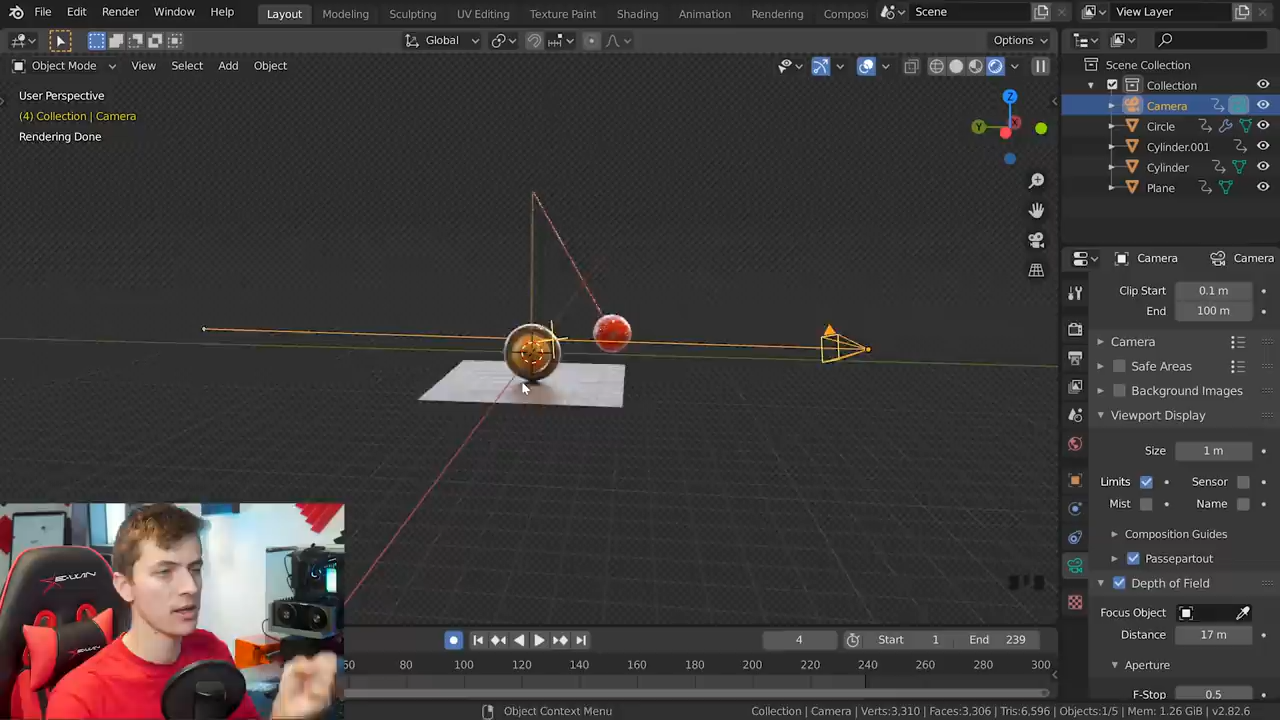 File Edit Render Window Help Layout Modeling Sculpting UV Editing Texture Paint Shading Animation Rendering Composi Scene View Layer
Global Options
Object Mode View Select Add Object
User Perspective
(4) Collection | Camera
Rendering Done
Z
Y
X
Scene Collection
Collection
Camera
Circle
Cylinder.001
Cylinder
Plane
Camera Camera
Clip Start 0.1 m
End 100 m
Camera
Safe Areas
Background Images
Viewport Display
Size 1 m
Limits Sensor
Mist Name
Composition Guides
Passepartout
Depth of Field
Focus Object
Distance 17 m
Aperture
F-Stop 0.5
4 Start 1 End 239
60 80 100 120 140 160 180 200 220 240 260 280 300
Object Context Menu
Collection | Camera | Verts:3,310 | Faces:3,306 | Tris:6,596 | Objects:1/5 | Mem: 1.26 GiB | v2.82.6